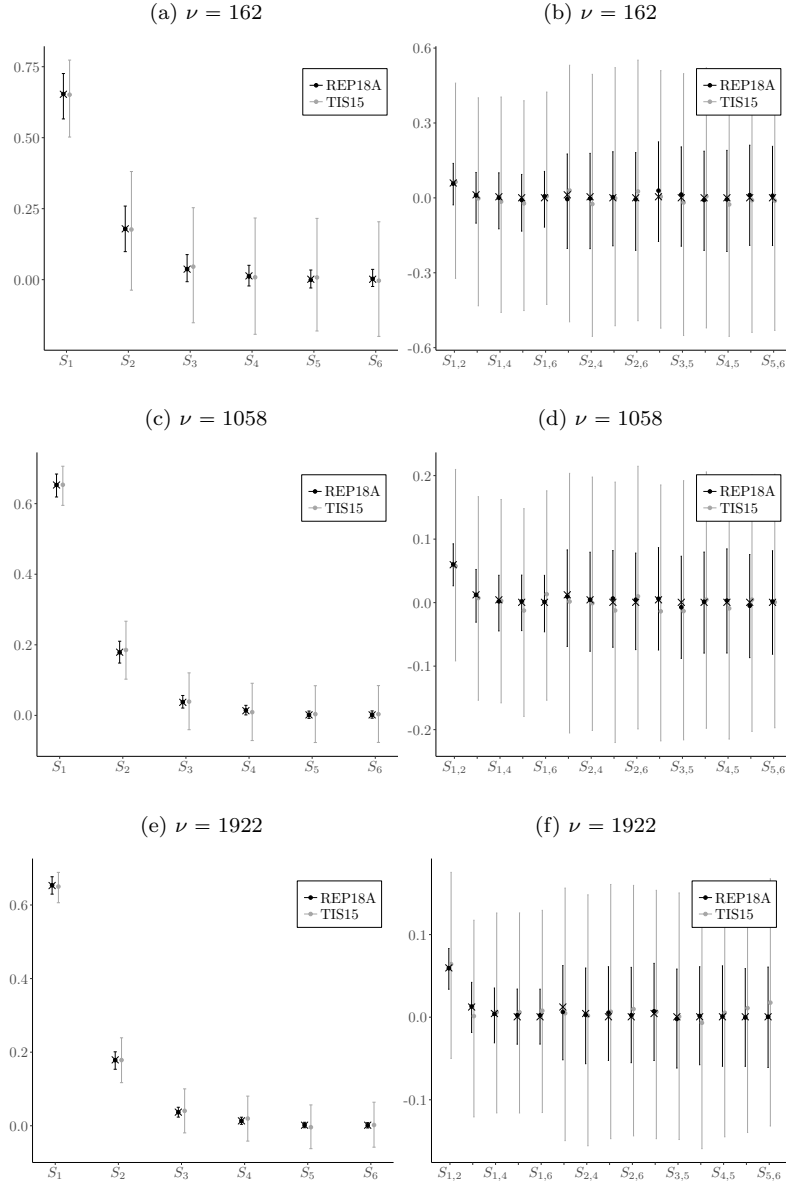 (a) ν = 162
0.75
0.25
0.00
REP18A
TIS15
S₁
S₂
S₃
S₄
S₅
S₆
(b) ν = 162
0.6
0.3
0.0
-0.3
-0.6
REP18A
TIS15
S₁,₂
S₁,₄
S₁,₆
S₂,₄
S₂,₆
S₃,₅
S₄,₅
S₅,₆
(c) ν = 1058
0.6
0.4
0.2
0.0
REP18A
TIS15
S₁
S₂
S₃
S₄
S₅
S₆
(d) ν = 1058
0.2
0.1
0.0
-0.1
-0.2
REP18A
TIS15
S₁,₂
S₁,₄
S₁,₆
S₂,₄
S₂,₆
S₃,₅
S₄,₅
S₅,₆
(e) ν = 1922
0.6
0.4
0.2
0.0
REP18A
TIS15
S₁
S₂
S₃
S₄
S₅
S₆
(f) ν = 1922
0.1
0.0
-0.1
REP18A
TIS15
S₁,₂
S₁,₄
S₁,₆
S₂,₄
S₂,₆
S₃,₅
S₄,₅
S₅,₆